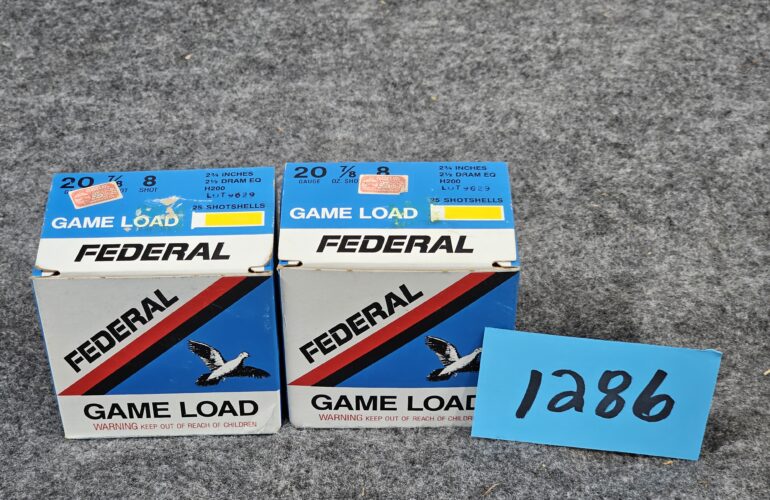 20 7/8 8
SHOT
GAME LOAD
2¾ INCHES
2½ DRAM EQ
H200
LOT 9629
25 SHOTSHELLS
FEDERAL
FEDERAL
GAME LOAD
WARNING KEEP OUT OF REACH OF CHILDREN
20 7/8 8
GAUGE OZ. SHOT
GAME LOAD
2¾ INCHES
2½ DRAM EQ
H200
LOT 9629
25 SHOTSHELLS
FEDERAL
FEDERAL
GAME LOAD
WARNING KEEP OUT OF REACH OF CHILDREN
1286